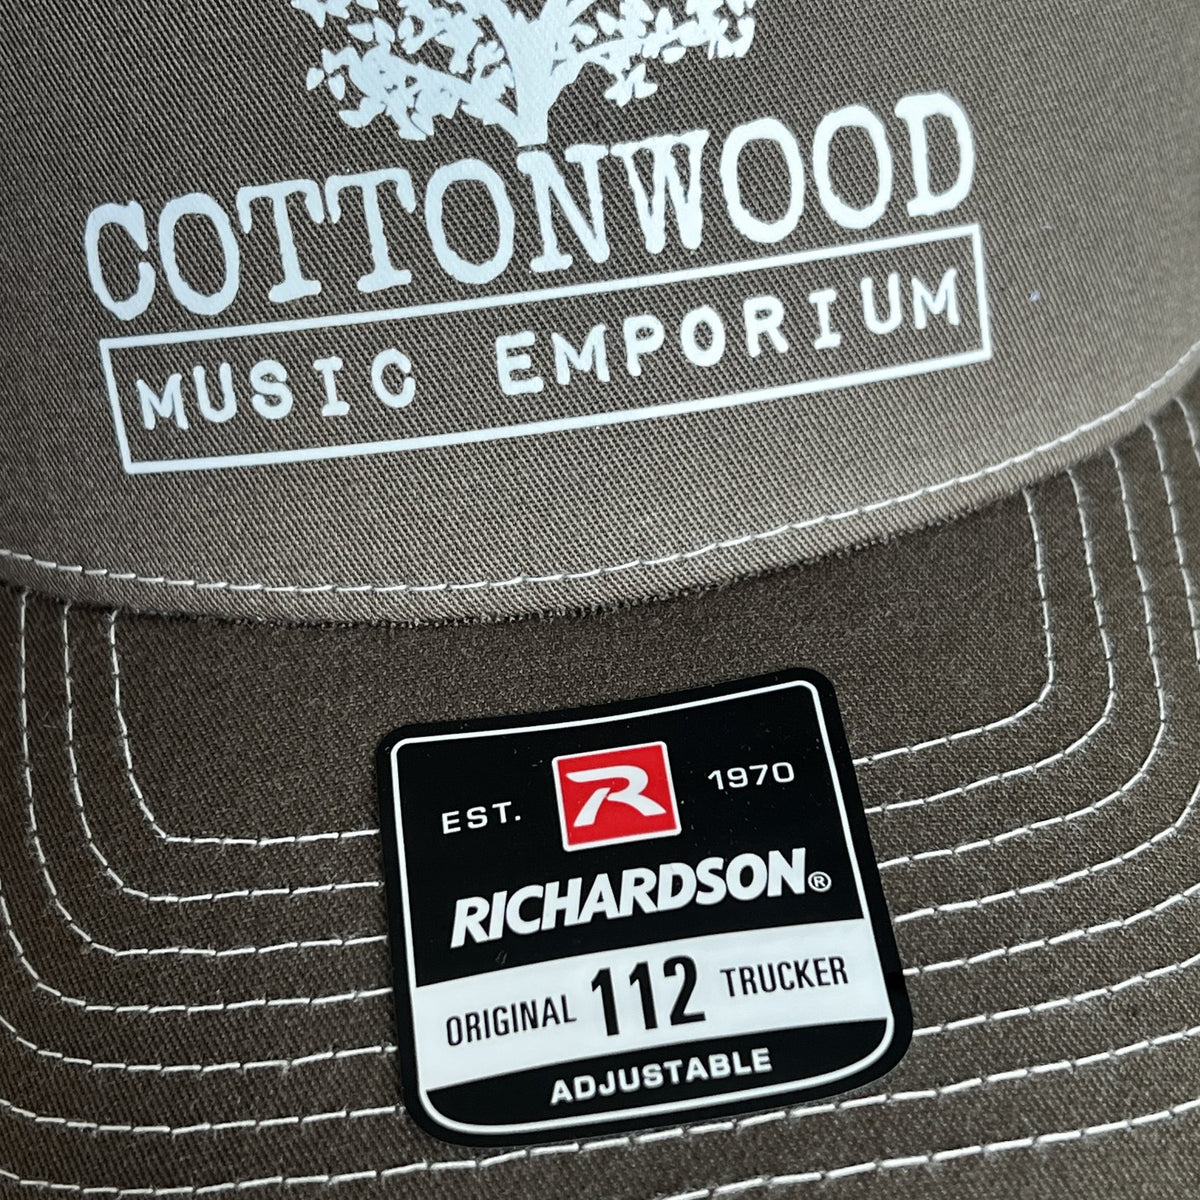 COTTONWOOD
MUSIC EMPORIUM
EST. R 1970
RICHARDSON®
ORIGINAL 112 TRUCKER
ADJUSTABLE